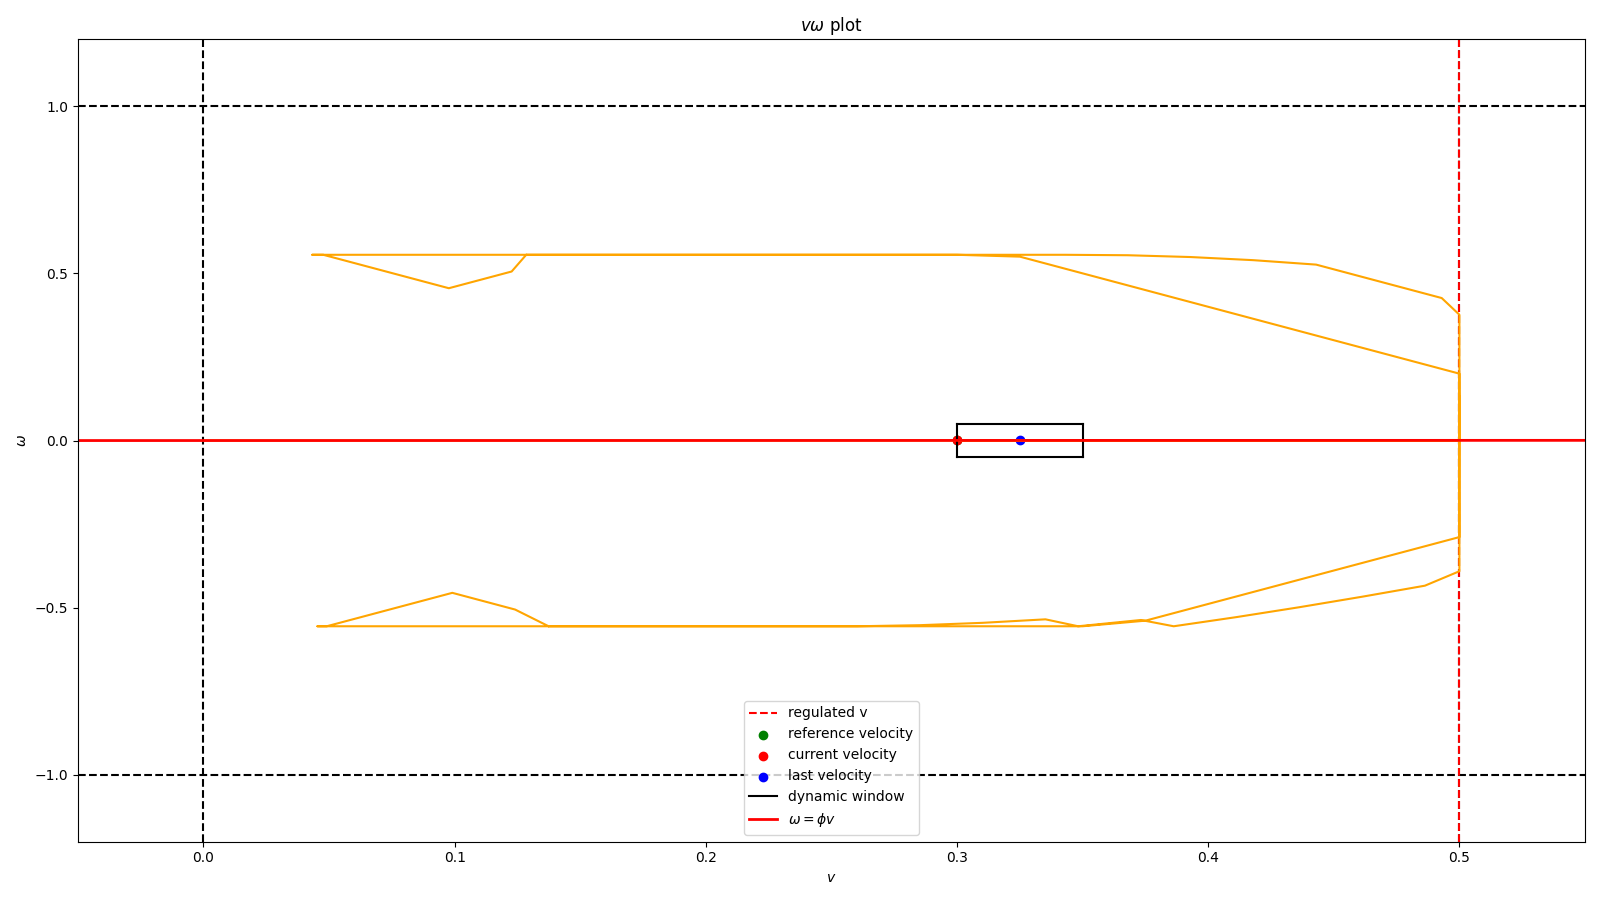 vω plot
ω
1.0
0.5
0.0
−0.5
−1.0
regulated v
reference velocity
current velocity
last velocity
dynamic window
ω = ϕv
0.0 0.1 0.2 0.3 0.4 0.5
v